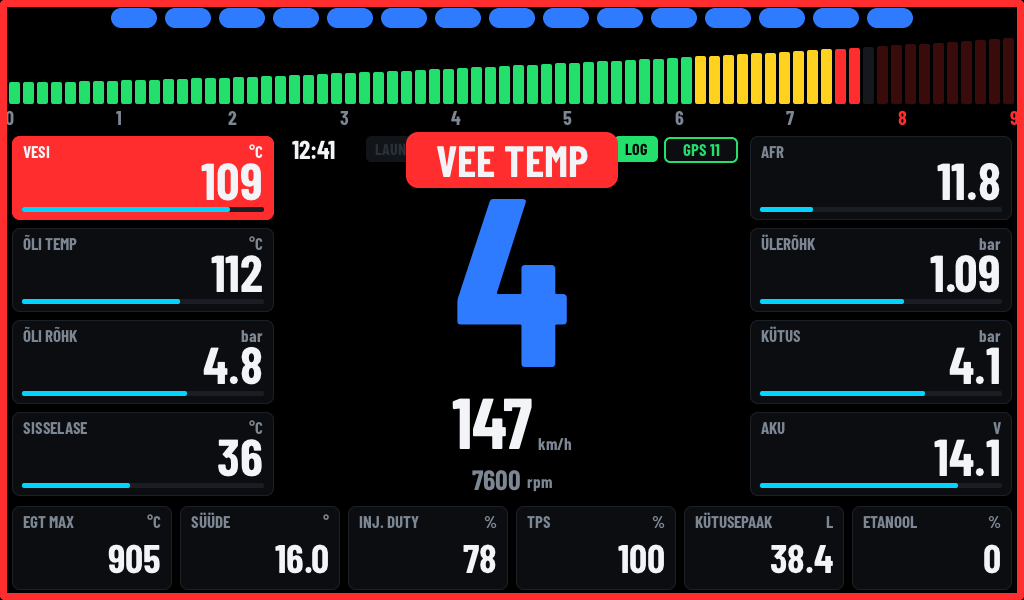 0 1 2 3 4 5 6 7 8 9
VESI °C
109
12:41 LAUN VEE TEMP LOG GPS 11
AFR
11.8
ÕLI TEMP °C
112
4
ÜLERÕHK bar
1.09
ÕLI RÕHK bar
4.8
KÜTUS bar
4.1
SISSELASE °C
36
147 km/h
7600 rpm
AKU V
14.1
EGT MAX °C
905
SÜÜDE °
16.0
INJ. DUTY %
78
TPS %
100
KÜTUSEPAAK L
38.4
ETANOOL %
0